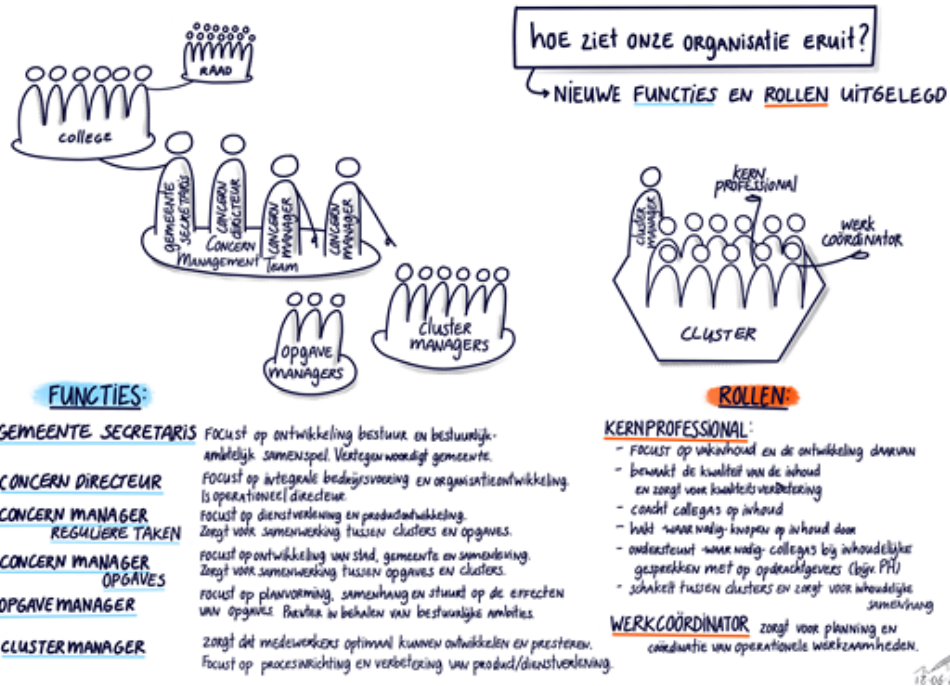 hoe ziet onze organisatie eruit?
NIEUWE FUNCTIES EN ROLLEN UITGELEGD
RAAD
college
gemeente secretaris
concern directeur
concern manager
concern manager
Concern Management Team
opgave managers
cluster managers
cluster manager
kern professional
werk coördinator
CLUSTER
FUNCTIES:
GEMEENTE SECRETARIS
Focust op ontwikkeling bestuur en bestuurlijk-
ambtelijk samenspel. Vertegenwoordigt gemeente.
CONCERN DIRECTEUR
Focust op integrale bedrijsvoering en organisatieontwikkeling.
Is operationeel directeur
CONCERN MANAGER
REGULIERE TAKEN
Focust op dienstverlening en productontwikkeling.
Zorgt voor samenwerking tussen clusters en opgaves.
CONCERN MANAGER
OPGAVES
Focust op ontwikkeling van stad, gemeente en samenleving.
Zorgt voor samenwerking tussen opgaves en clusters.
OPGAVE MANAGER
Focust op planvorming, samenhang en stuurt op de effecten
van opgaves. Partner in behalen van bestuurlijke ambities.
CLUSTER MANAGER
zorgt dat medewerkers optimaal kunnen ontwikkelen en presteren.
Focust op procesinrichting en verbetering van product/dienstverlening.
ROLLEN:
KERNPROFESSIONAL:
- Focust op vakinhoud en de ontwikkeling daarvan
- bewaakt de kwaliteit van de inhoud
en zorgt voor kwaliteitsverbetering
- coacht collegas op inhoud
- hakt -waar nodig- knopen op inhoud door
- ondersteunt -waar nodig- collegas bij inhoudelijke
gesprekken met op opdrachtgevers (bijv. PH)
- schakelt tussen clusters en zorgt voor inhoudelijke
samenhang
WERKCOÖRDINATOR zorgt voor planning en
coördinatie van operationele werkzaamheden.
18-06-